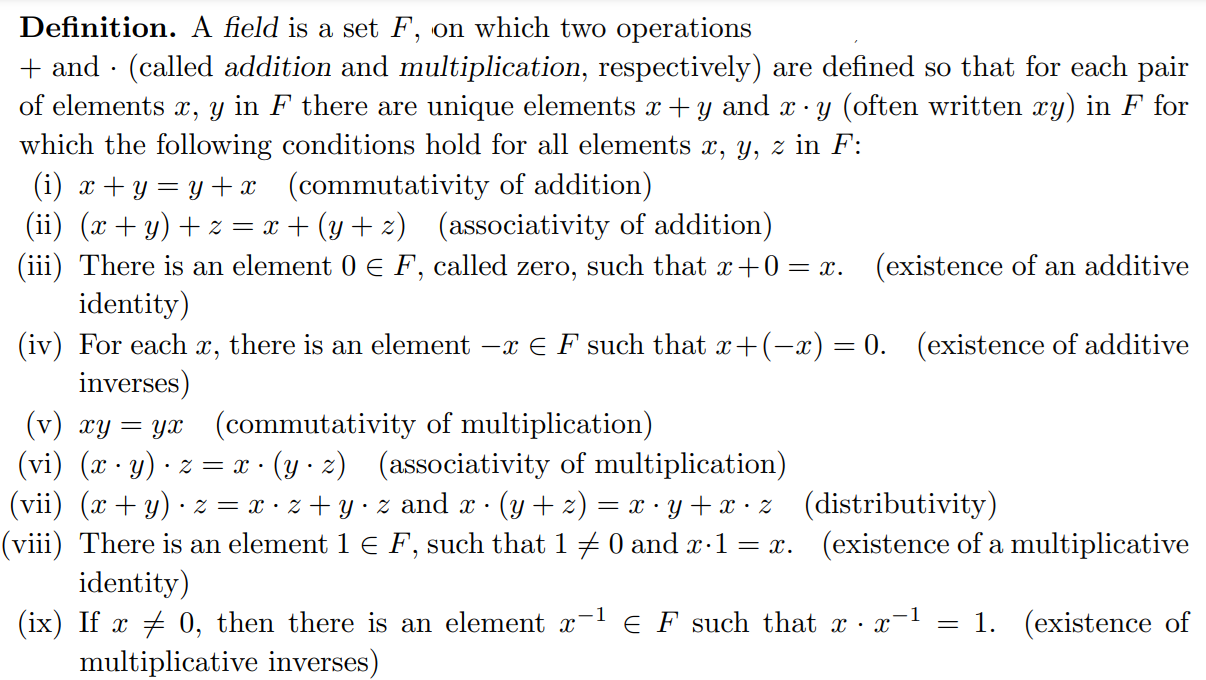 Definition. A field is a set F, on which two operations
+ and · (called addition and multiplication, respectively) are defined so that for each pair
of elements x, y in F there are unique elements x + y and x · y (often written xy) in F for
which the following conditions hold for all elements x, y, z in F:
(i) x + y = y + x (commutativity of addition)
(ii) (x + y) + z = x + (y + z) (associativity of addition)
(iii) There is an element 0 ∈ F, called zero, such that x+0 = x. (existence of an additive
identity)
(iv) For each x, there is an element −x ∈ F such that x+(−x) = 0. (existence of additive
inverses)
(v) xy = yx (commutativity of multiplication)
(vi) (x · y) · z = x · (y · z) (associativity of multiplication)
(vii) (x + y) · z = x · z + y · z and x · (y + z) = x · y + x · z (distributivity)
(viii) There is an element 1 ∈ F, such that 1 ≠ 0 and x·1 = x. (existence of a multiplicative
identity)
(ix) If x ≠ 0, then there is an element x⁻¹ ∈ F such that x · x⁻¹ = 1. (existence of
multiplicative inverses)